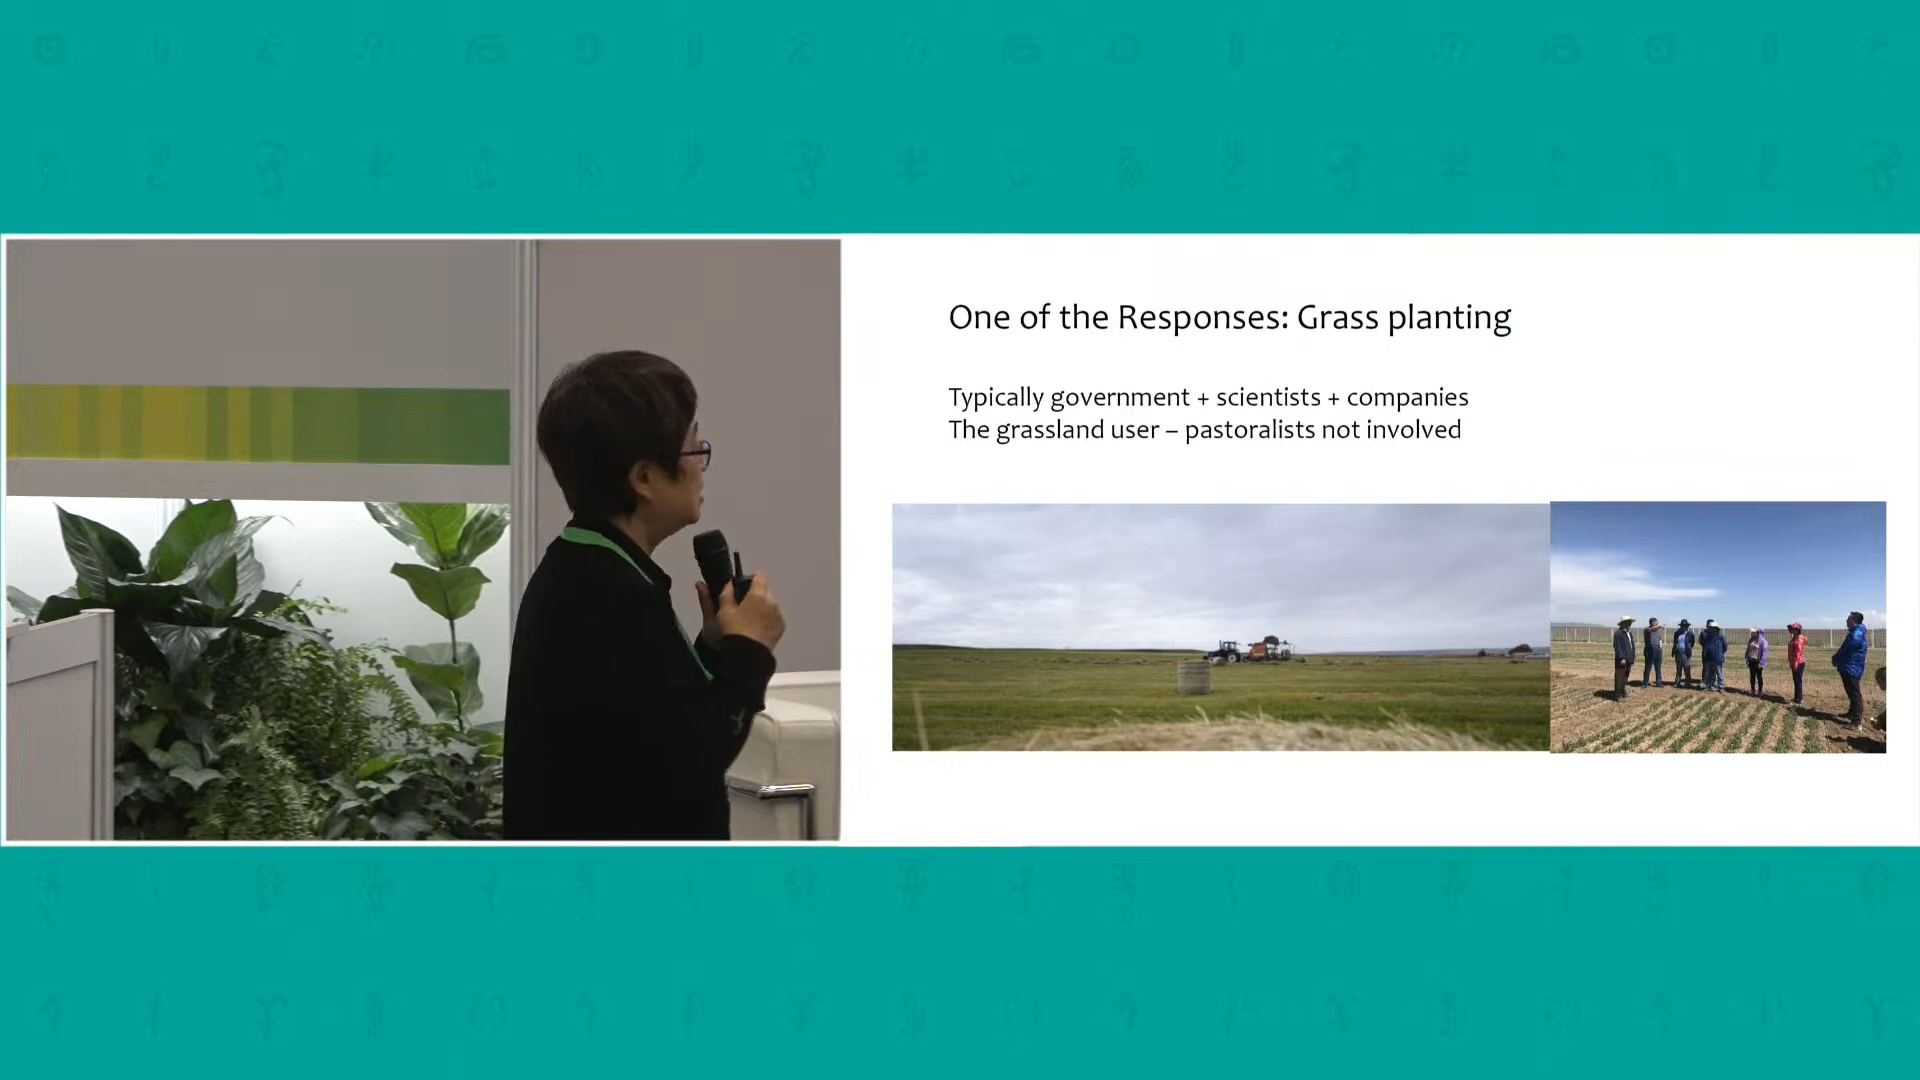 One of the Responses: Grass planting
Typically government + scientists + companies
The grassland user – pastoralists not involved